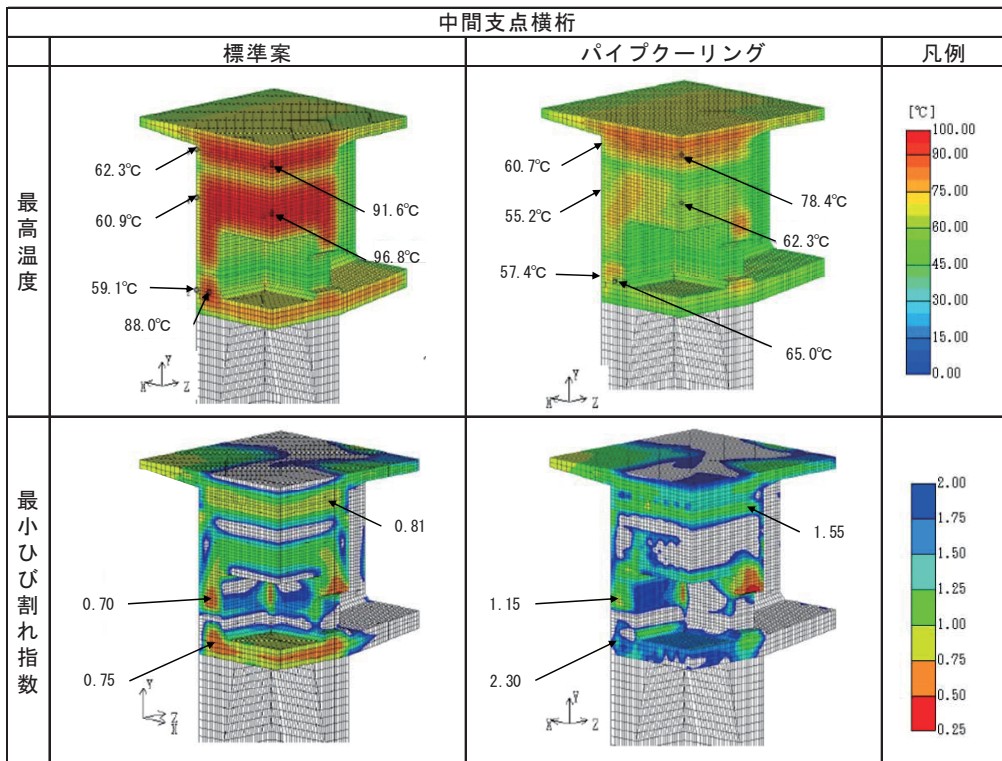 中間支点横桁
標準案
パイプクーリング
凡例
最高温度
62.3℃
60.9℃
59.1℃
88.0℃
91.6℃
96.8℃
Y
X
Z
60.7℃
55.2℃
57.4℃
78.4℃
62.3℃
65.0℃
Y
X
Z
[℃]
100.00
90.00
75.00
60.00
45.00
30.00
15.00
0.00
最小ひび割れ指数
0.81
0.70
0.75
Y
Z
X
1.55
1.15
2.30
Y
X
Z
2.00
1.75
1.50
1.25
1.00
0.75
0.50
0.25